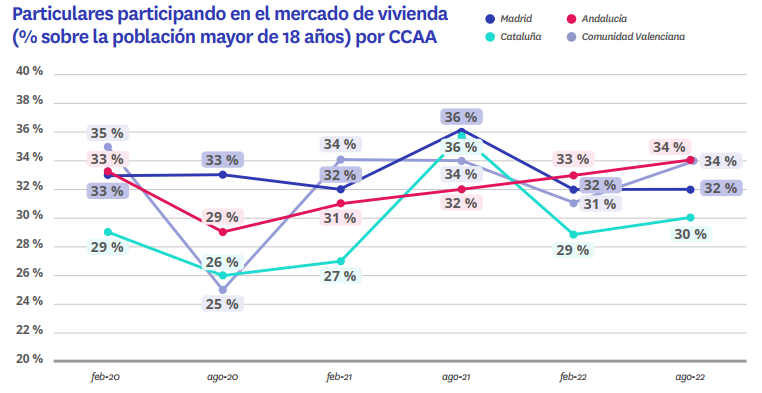 Particulares participando en el mercado de vivienda
(% sobre la población mayor de 18 años) por CCAA
Madrid
Andalucía
Cataluña
Comunidad Valenciana
40 %
38 %
36 %
34 %
32 %
30 %
28 %
26 %
24 %
22 %
20 %
35 %
33 %
33 %
29 %
33 %
29 %
26 %
25 %
34 %
32 %
31 %
27 %
36 %
36 %
34 %
32 %
33 %
32 %
31 %
29 %
34 %
34 %
32 %
30 %
feb-20
ago-20
feb-21
ago-21
feb-22
ago-22